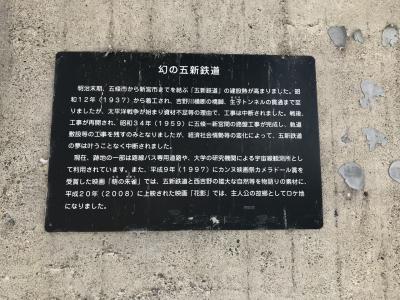 幻の五新鉄道
明治末期、五條市から新宮市までを結ぶ「五新鉄道」の建設熱が高まりました。昭
和12年（1937）から着工され、吉野川橋脚の構築、生子トンネルの貫通まで至
りましたが、太平洋戦争が始まり資材不足等の理由で、工事は中断されました。戦後、
工事が再開され、昭和34年（1959）に五條～新宮間の路盤工事が完成し、軌道
敷設等の工事を残すのみとなりましたが、経済社会情勢等の変化によって、五新鉄道
の夢は叶うことなく中断されました。
現在、跡地の一部は路線バス専用道路や、大学の研究機関による宇宙線観測所とし
て利用されています。また、平成9年（1997）にカンヌ映画祭カメラドール賞を
受賞した映画「萌の朱雀」では、五新鉄道と西吉野の雄大な自然等を物語りの素材に、
平成20年（2008）に上映された映画「花影」では、主人公の故郷としてロケ地
になりました。